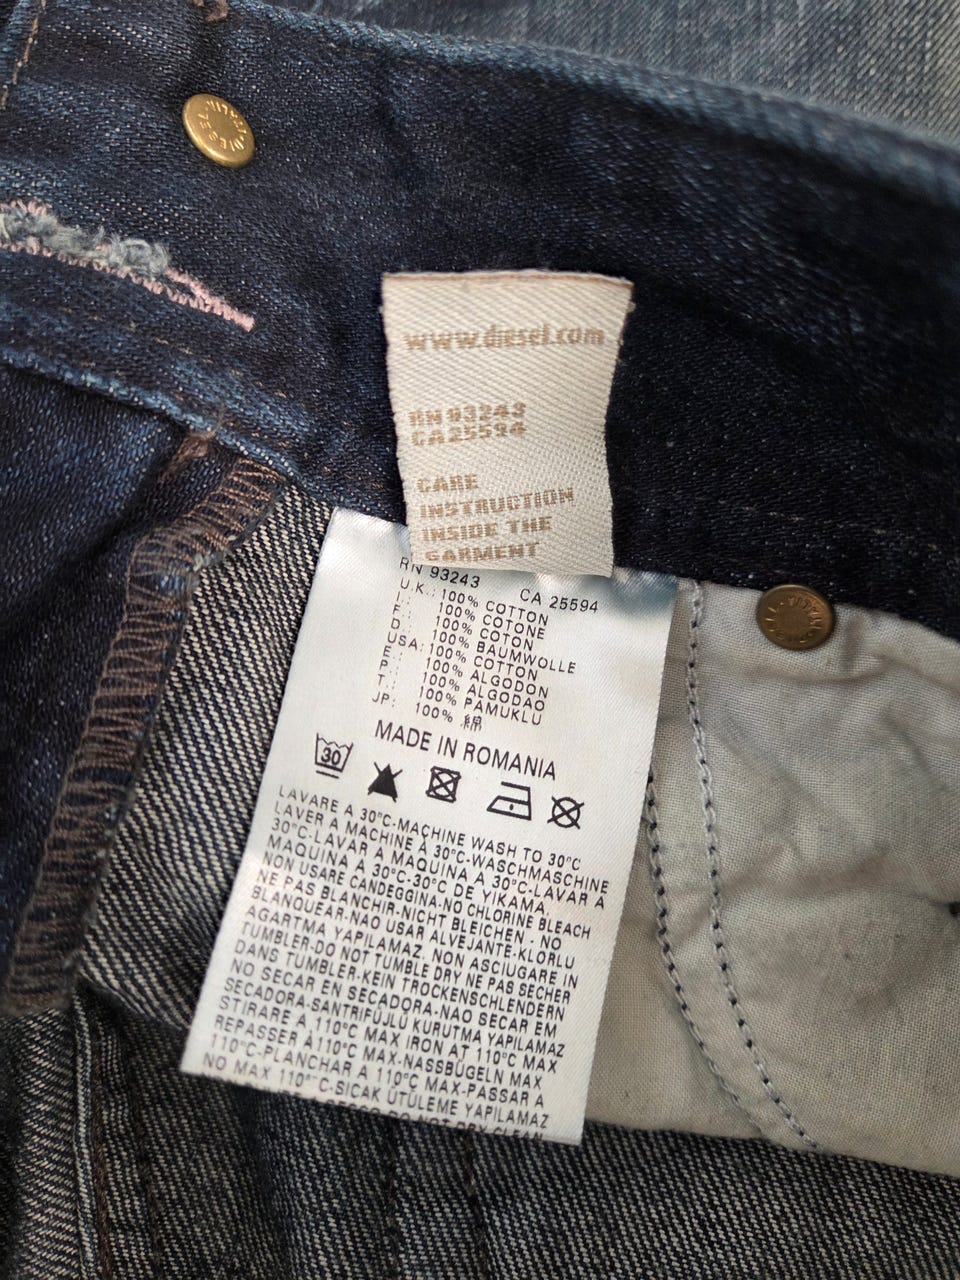 DIESEL
www.diesel.com
RN 93243
CA 25594
CARE
INSTRUCTION
INSIDE THE
GARMENT
RN 93243 CA 25594
U.K.: 100% COTTON
I.: 100% COTONE
F.: 100% COTON
D.: 100% BAUMWOLLE
USA: 100% COTTON
E.: 100% ALGODON
P.: 100% ALGODAO
T.: 100% PAMUKLU
JP: 100% 綿
MADE IN ROMANIA
30
LAVARE A 30°C-MACHINE WASH TO 30°C
LAVER A MACHINE À 30°C-WASCHMASCHINE
30°C-LAVAR A MAQUINA A 30°C-LAVAR A
MAQUINA A 30°C-30°C DE YIKAMA.
NON USARE CANDEGGINA-NO CHLORINE BLEACH
NE PAS BLANCHIR-NICHT BLEICHEN - NO
BLANQUEAR-NAO USAR ALVEJANTE-KLORLU
AGARTMA YAPILAMAZ. NON ASCIUGARE IN
TUMBLER-DO NOT TUMBLE DRY NE PAS SECHER
DANS TUMBLER-KEIN TROCKENSCHLENDERN
NO SECAR EN SECADORA-NAO SECAR EM
SECADORA-SANTRIFÜJLÜ KURUTMA YAPILAMAZ
STIRARE A 110°C MAX IRON AT 110°C MAX
REPASSER A110°C MAX-NASSBÜGELN MAX
110°C-PLANCHAR A 110°C MAX-PASSAR A
NO MAX 110°C-SICAK ÜTÜLEME YAPILAMAZ
DO NOT DRY CLEAN